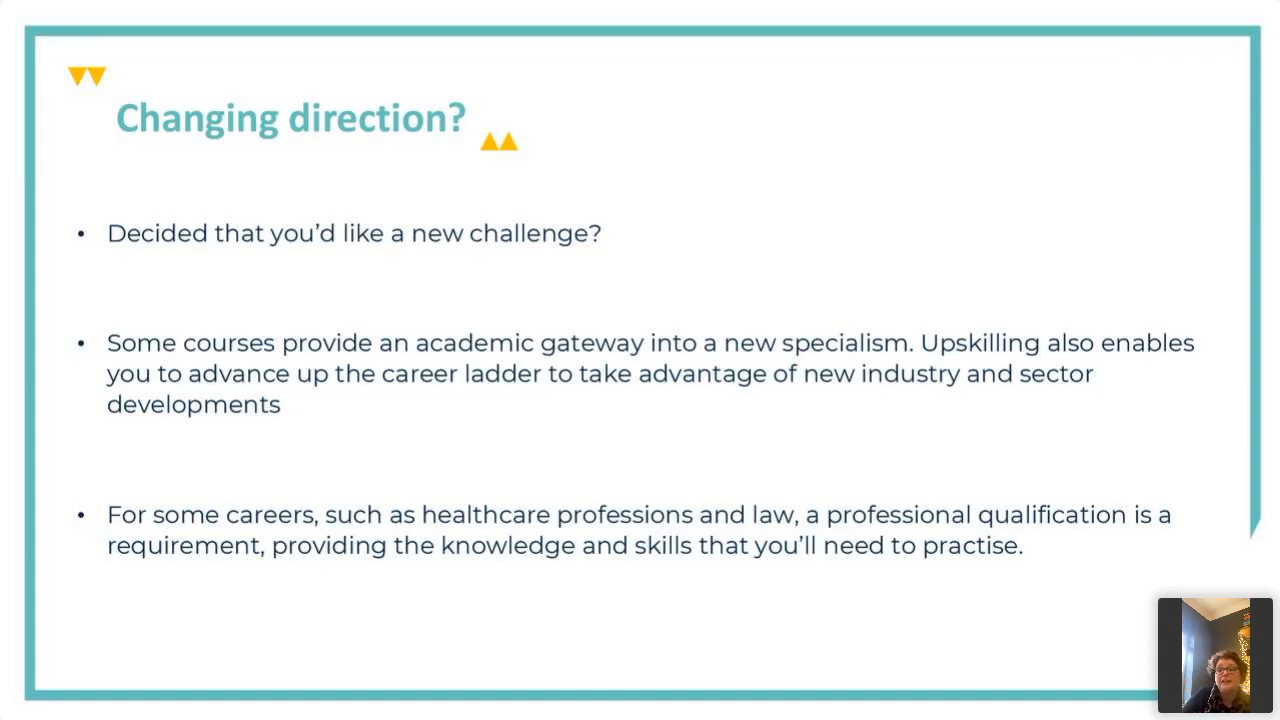 Changing direction?
• Decided that you’d like a new challenge?
• Some courses provide an academic gateway into a new specialism. Upskilling also enables
you to advance up the career ladder to take advantage of new industry and sector
developments
• For some careers, such as healthcare professions and law, a professional qualification is a
requirement, providing the knowledge and skills that you’ll need to practise.